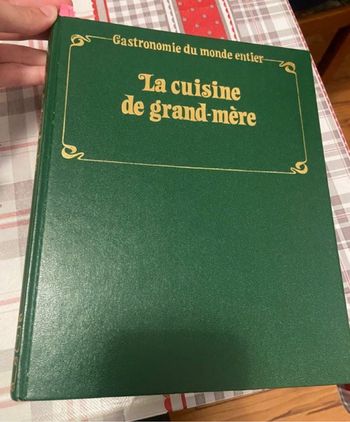 Gastronomie du monde entier
La cuisine
de grand-mère